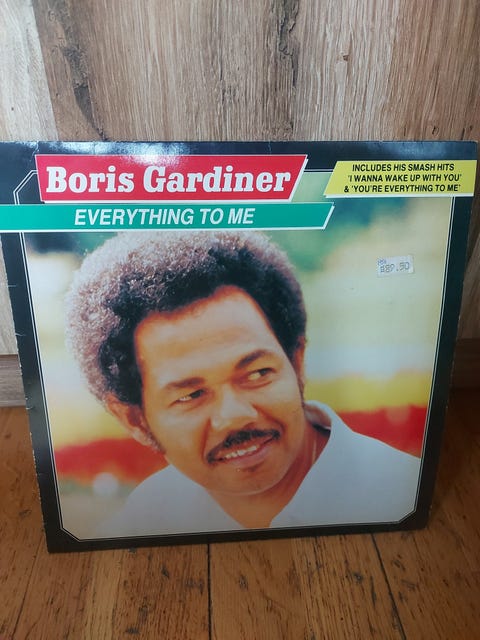 Boris Gardiner
EVERYTHING TO ME
INCLUDES HIS SMASH HITS
'I WANNA WAKE UP WITH YOU'
& 'YOU'RE EVERYTHING TO ME'